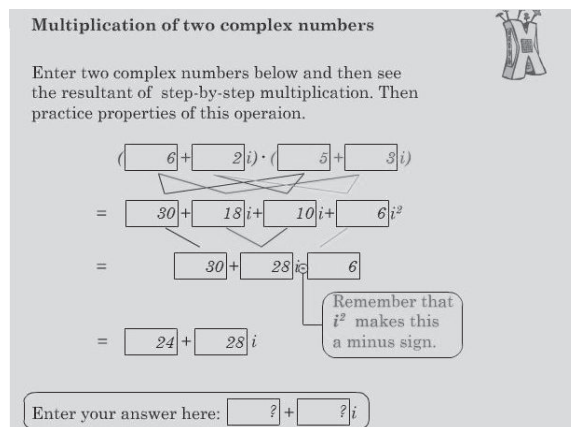 Multiplication of two complex numbers
Enter two complex numbers below and then see
the resultant of step-by-step multiplication. Then
practice properties of this operaion.
( 6 + 2 i) · ( 5 + 3 i)
= 30 + 18 i+ 10 i+ 6 i²
= 30 + 28 i - 6
Remember that
i² makes this
a minus sign.
= 24 + 28 i
Enter your answer here: ? + ? i